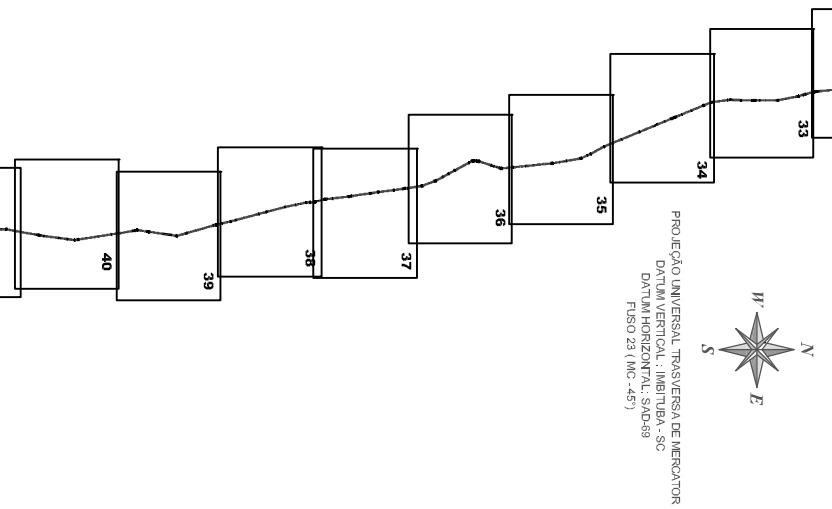 33
34
35
36
37
38
39
40
N
W
E
S
PROJEÇÃO UNIVERSAL TRASVERSA DE MERCATOR
DATUM VERTICAL : IMBITUBA - SC
DATUM HORIZONTAL: SAD-69
FUSO 23 ( MC - 45°)